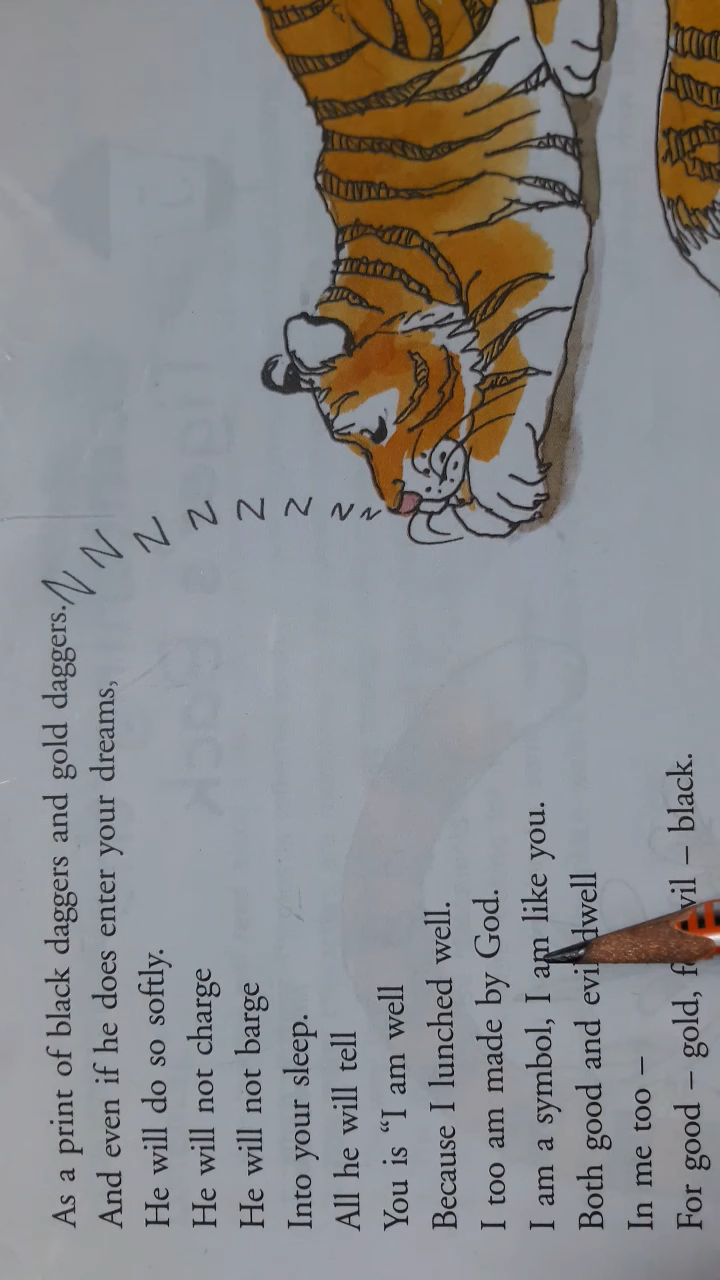 As a print of black daggers and gold daggers.
And even if he does enter your dreams,
He will do so softly.
He will not charge
He will not barge
Into your sleep.
All he will tell
You is “I am well
Because I lunched well.
I too am made by God.
I am a symbol, I am like you.
Both good and evil dwell
In me too –
For good – gold, – black.
z z z z z z z z N